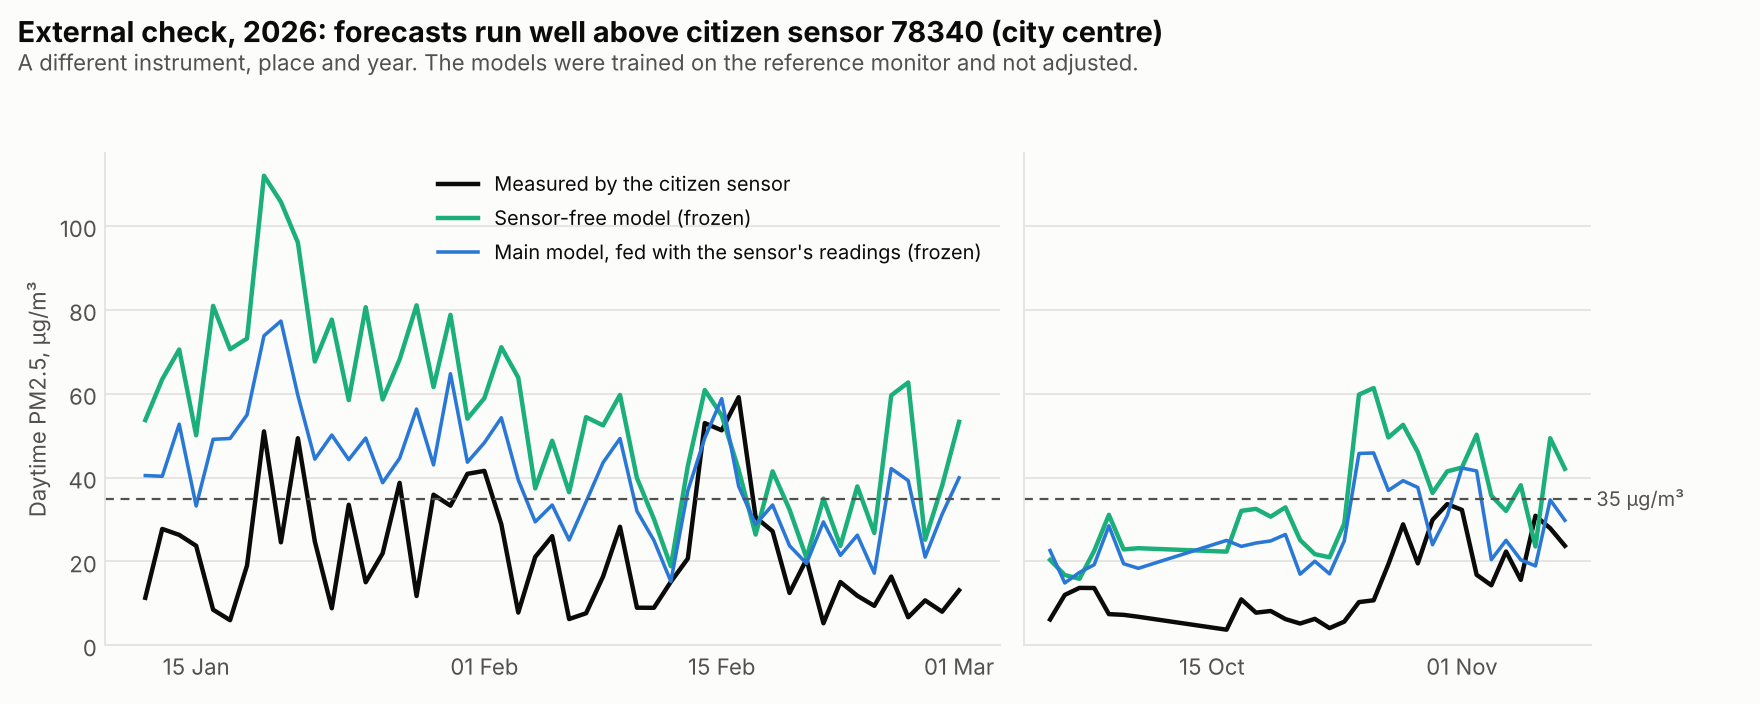 External check, 2026: forecasts run well above citizen sensor 78340 (city centre)
A different instrument, place and year. The models were trained on the reference monitor and not adjusted.
Measured by the citizen sensor
Sensor-free model (frozen)
Main model, fed with the sensor's readings (frozen)
Daytime PM2.5, µg/m³
100
80
60
40
20
0
35 µg/m³
15 Jan
01 Feb
15 Feb
01 Mar
15 Oct
01 Nov